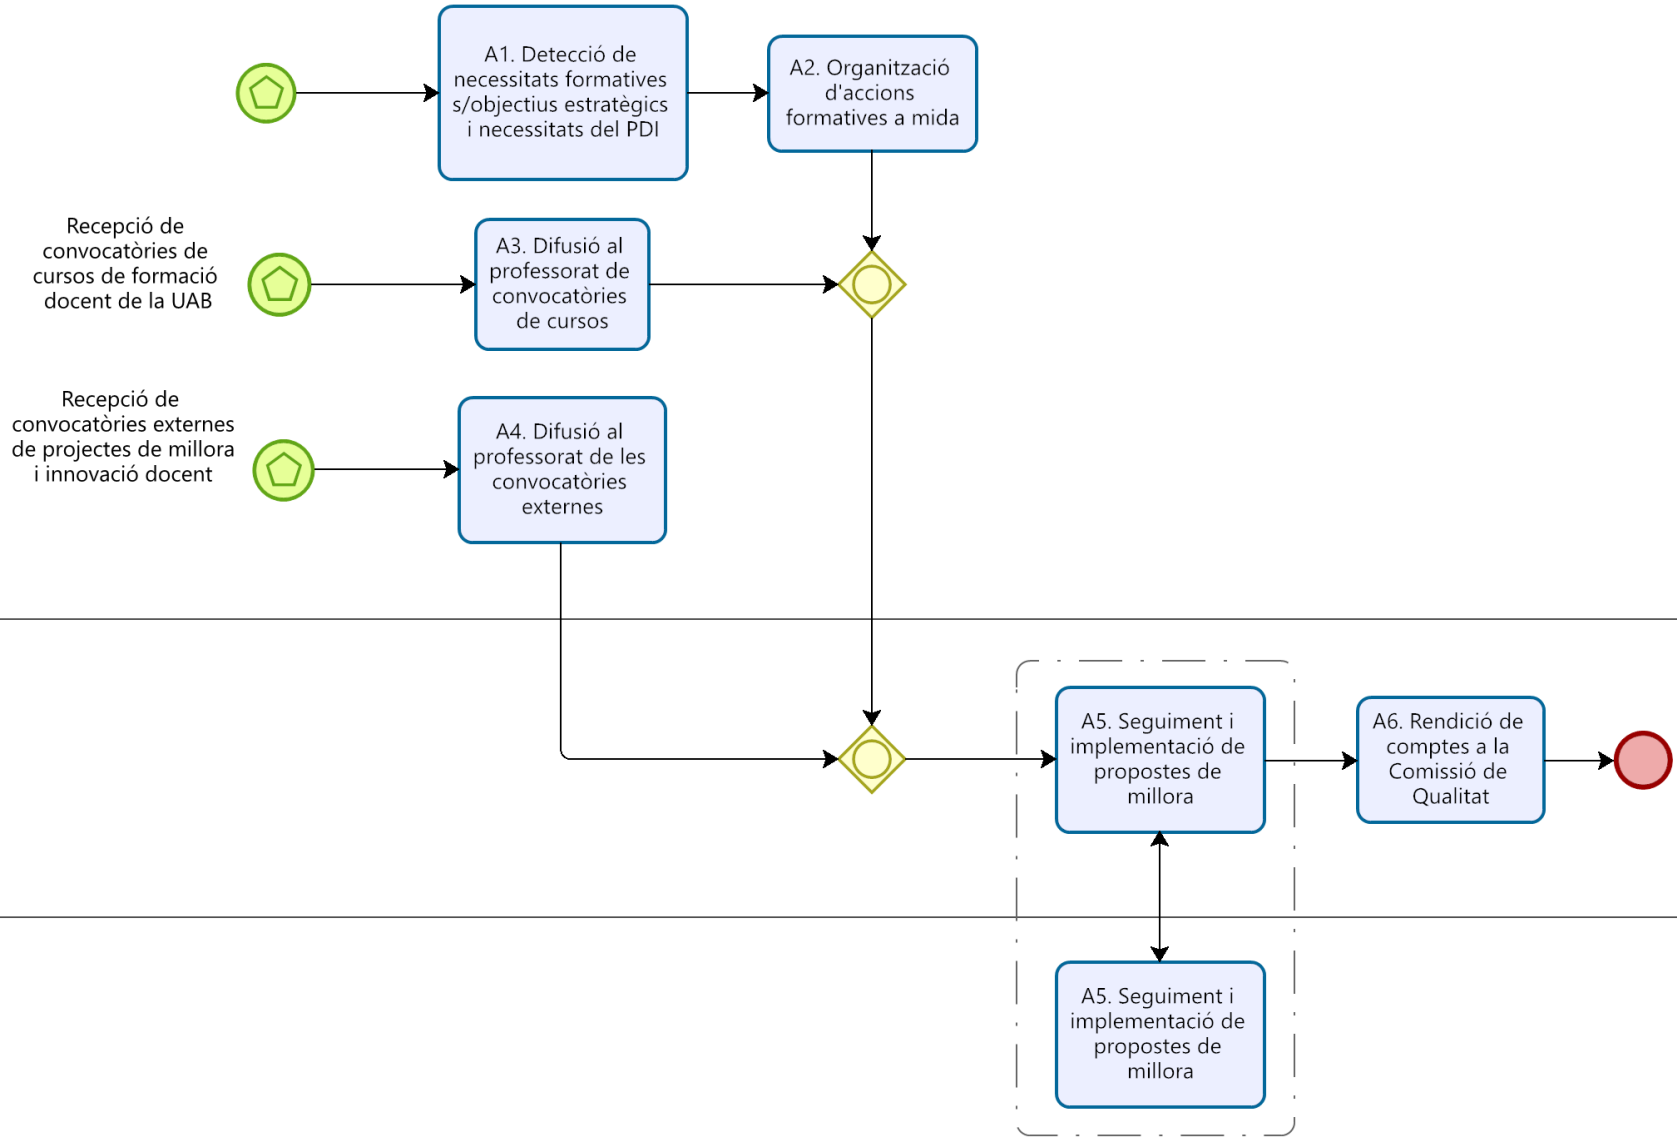 A1. Detecció de
necessitats formatives
s/objectius estratègics
i necessitats del PDI
A2. Organització
d'accions
formatives a mida
Recepció de
convocatòries de
cursos de formació
docent de la UAB
A3. Difusió al
professorat de
convocatòries
de cursos
Recepció de
convocatòries externes
de projectes de millora
i innovació docent
A4. Difusió al
professorat de les
convocatòries
externes
A5. Seguiment i
implementació de
propostes de
millora
A6. Rendició de
comptes a la
Comissió de
Qualitat
A5. Seguiment i
implementació de
propostes de
millora